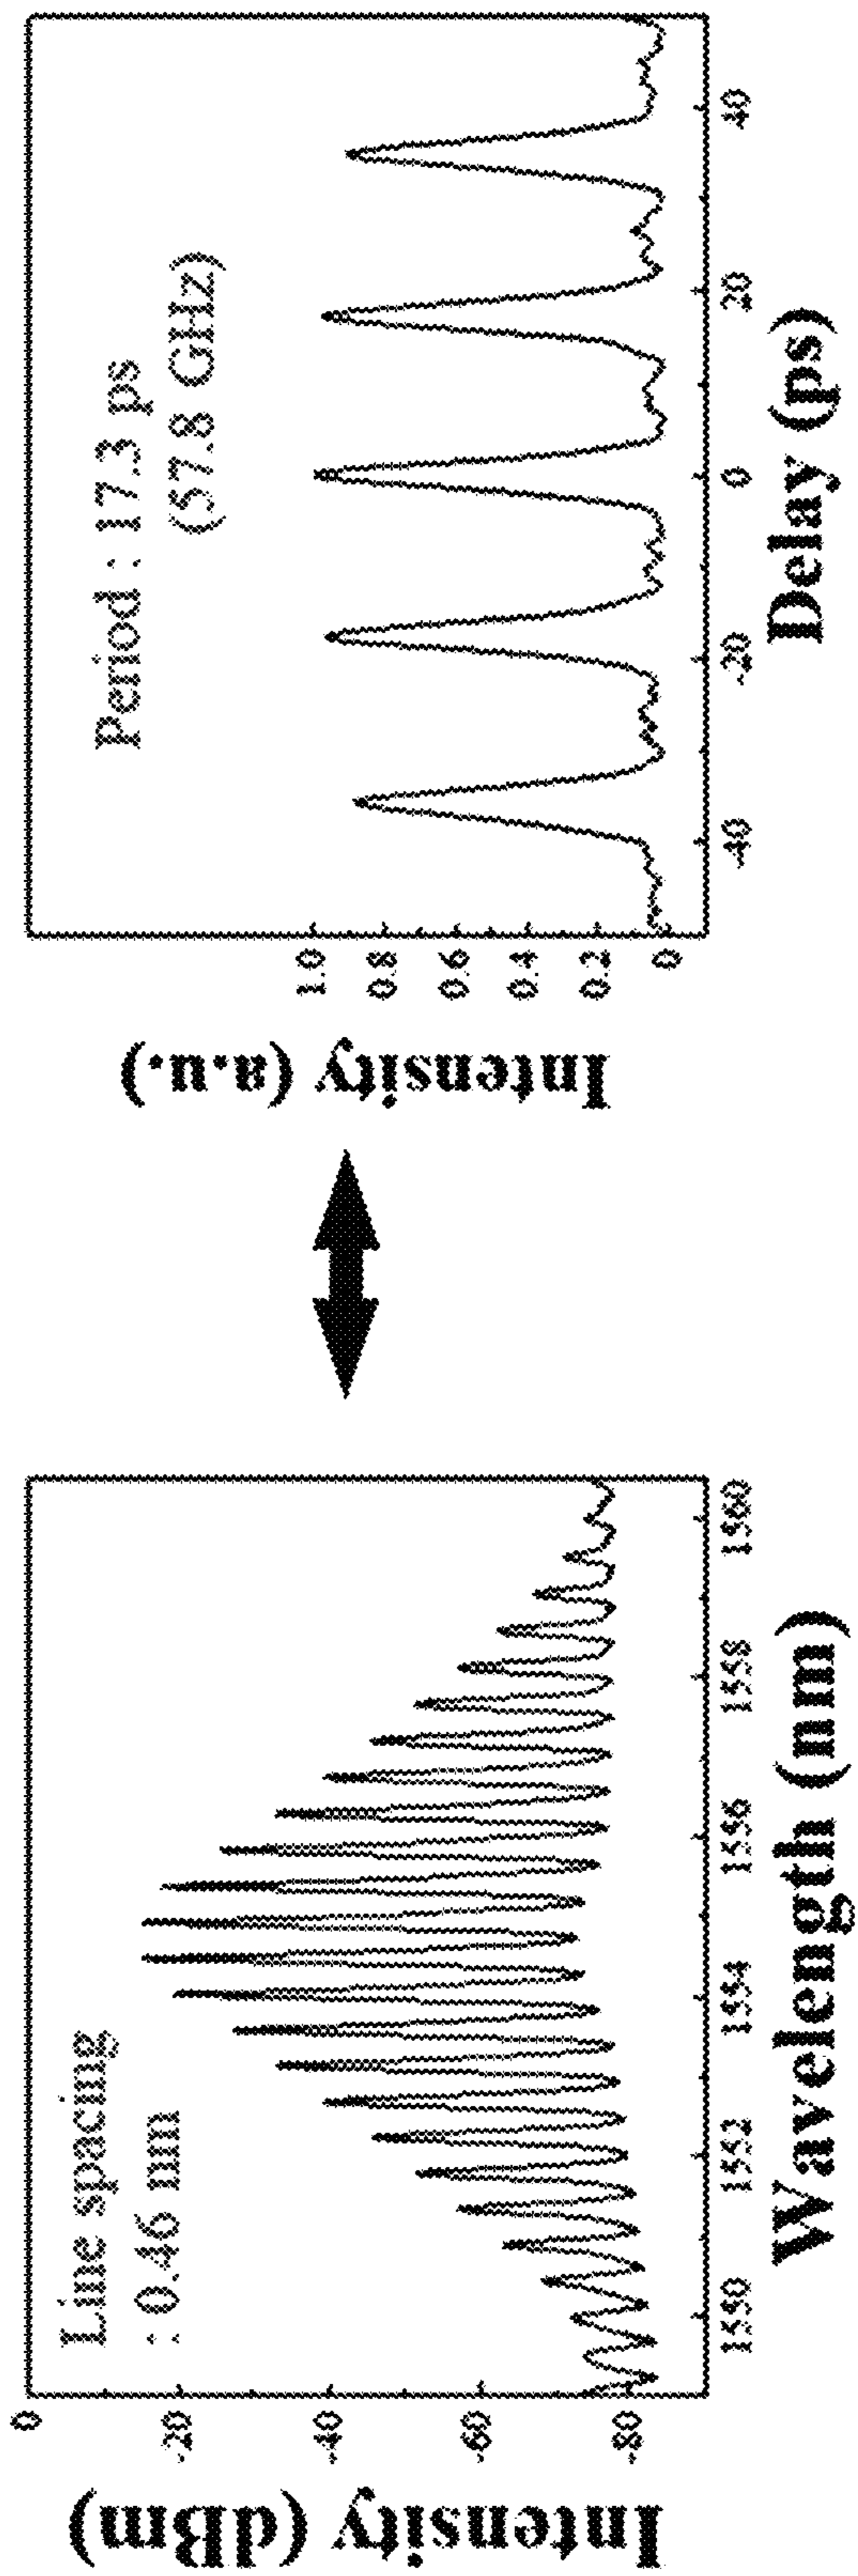 Intensity (dBm)
0
-20
-40
-60
-80
Line spacing
: 0.46 nm
1550
1552
1554
1556
1558
1560
Wavelength (nm)
Intensity (a.u.)
1.0
0.8
0.6
0.4
0.2
0
Period : 17.3 ps
(57.8 GHz)
-40
-20
0
20
40
Delay (ps)